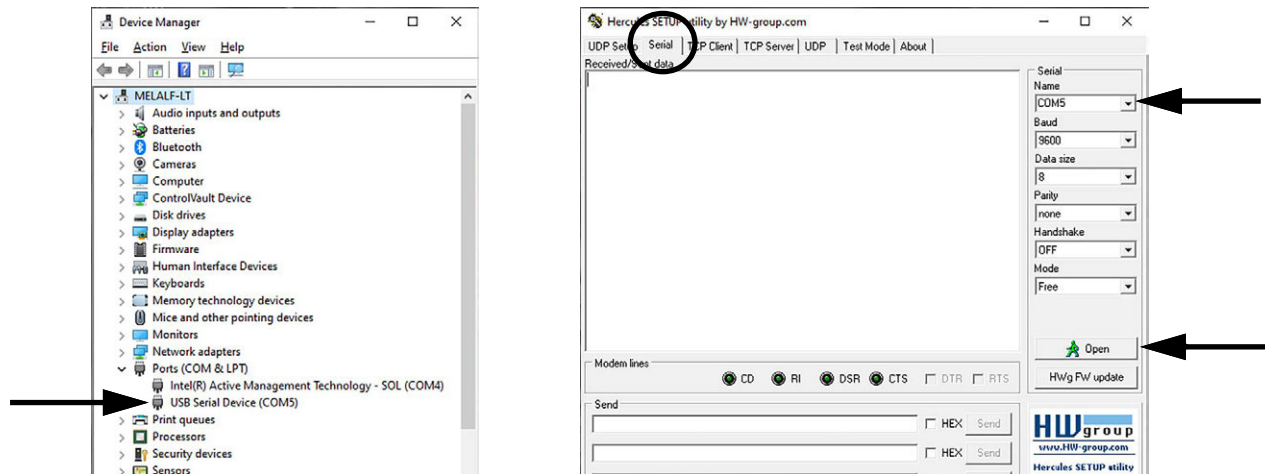 Device Manager
File Action View Help
MELALF-LT
Audio inputs and outputs
Batteries
Bluetooth
Cameras
Computer
ControlVault Device
Disk drives
Display adapters
Firmware
Human Interface Devices
Keyboards
Memory technology devices
Mice and other pointing devices
Monitors
Network adapters
Ports (COM & LPT)
Intel(R) Active Management Technology - SOL (COM4)
USB Serial Device (COM5)
Print queues
Processors
Security devices
Sensors
Hercules SETUP utility by HW-group.com
UDP Setup Serial TCP Client TCP Server UDP Test Mode About
Received/Sent data
Serial
Name
COM5
Baud
9600
Data size
8
Parity
none
Handshake
OFF
Mode
Free
Open
HWg FW update
Modem lines
CD RI DSR CTS DTR RTS
Send
HEX Send
HEX Send
HWgroup
www.HW-group.com
Hercules SETUP utility